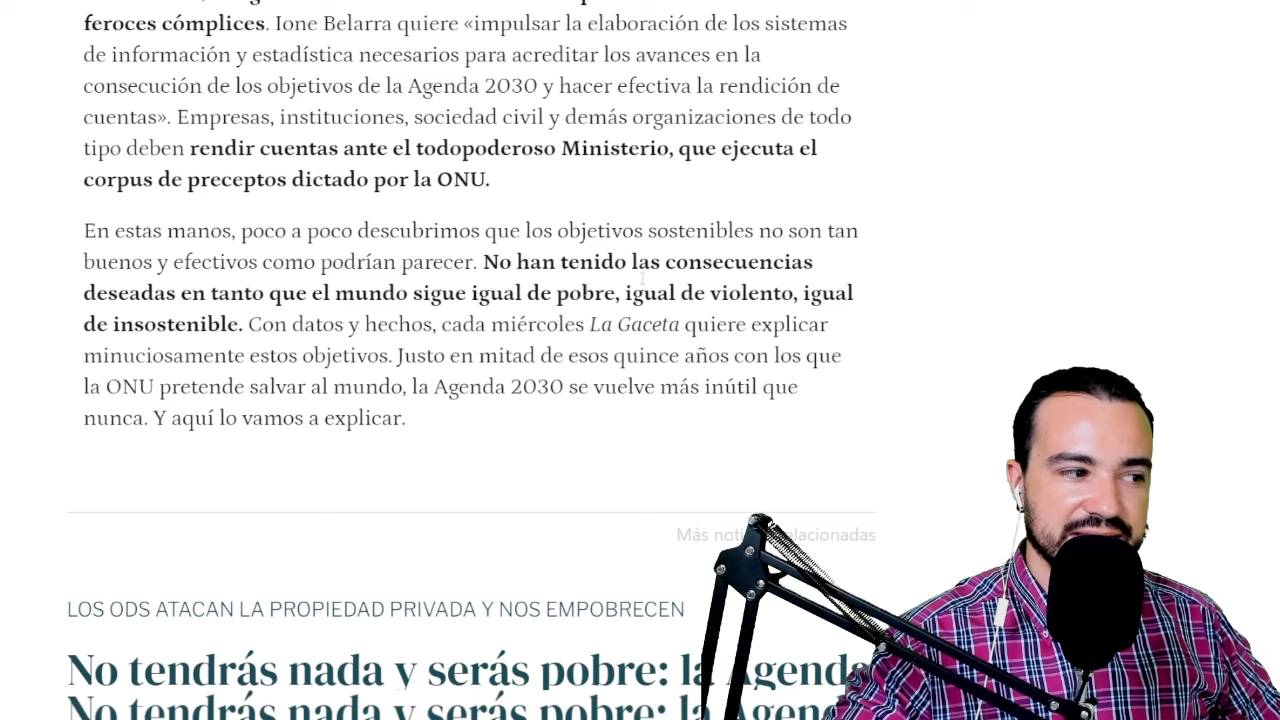 feroces cómplices. Ione Belarra quiere «impulsar la elaboración de los sistemas
de información y estadística necesarios para acreditar los avances en la
consecución de los objetivos de la Agenda 2030 y hacer efectiva la rendición de
cuentas». Empresas, instituciones, sociedad civil y demás organizaciones de todo
tipo deben rendir cuentas ante el todopoderoso Ministerio, que ejecuta el
corpus de preceptos dictado por la ONU.
En estas manos, poco a poco descubrimos que los objetivos sostenibles no son tan
buenos y efectivos como podrían parecer. No han tenido las consecuencias
deseadas en tanto que el mundo sigue igual de pobre, igual de violento, igual
de insostenible. Con datos y hechos, cada miércoles La Gaceta quiere explicar
minuciosamente estos objetivos. Justo en mitad de esos quince años con los que
la ONU pretende salvar al mundo, la Agenda 2030 se vuelve más inútil que
nunca. Y aquí lo vamos a explicar.
Más
LOS ODS ATACAN LA PROPIEDAD PRIVADA Y NOS EMPOBRECEN
No tendrás nada y serás pobre: la Agenda
No tendrás nada y serás pobre: la Agenda